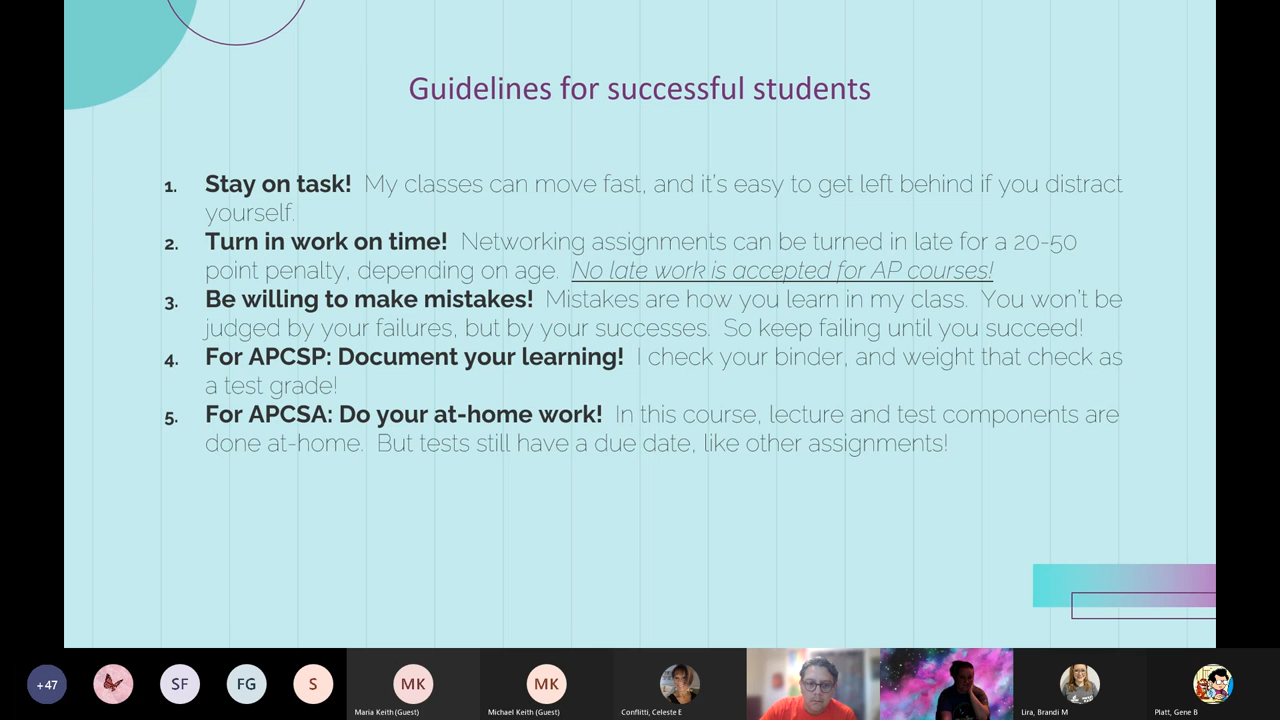 Guidelines for successful students
1. Stay on task! My classes can move fast, and it's easy to get left behind if you distract
yourself.
2. Turn in work on time! Networking assignments can be turned in late for a 20-50
point penalty, depending on age. No late work is accepted for AP courses!
3. Be willing to make mistakes! Mistakes are how you learn in my class. You won't be
judged by your failures, but by your successes. So keep failing until you succeed!
4. For APCSP: Document your learning! I check your binder, and weight that check as
a test grade!
5. For APCSA: Do your at-home work! In this course, lecture and test components are
done at-home. But tests still have a due date, like other assignments!
+47 SF FG S MK MK
Maria Keith (Guest) Michael Keith (Guest) Conflitti, Celeste E Lira, Brandi M Platt, Gene B